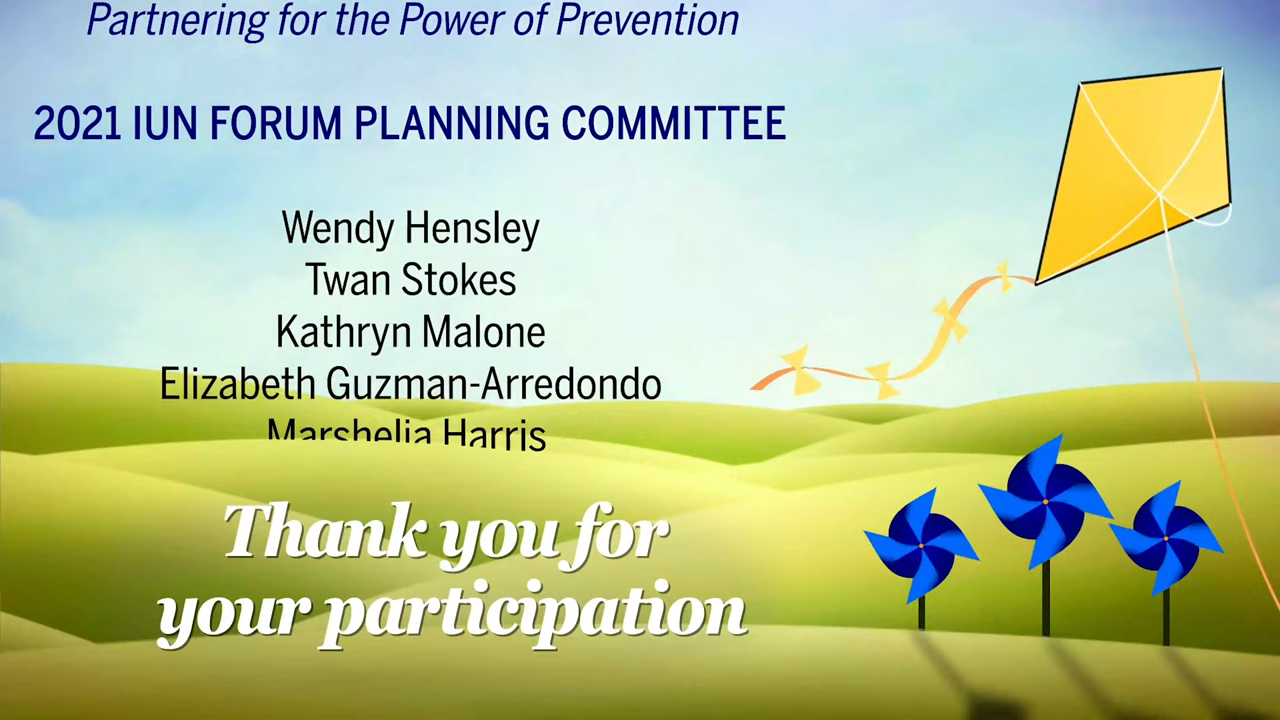 Partnering for the Power of Prevention
2021 IUN FORUM PLANNING COMMITTEE
Wendy Hensley
Twan Stokes
Kathryn Malone
Elizabeth Guzman-Arredondo
Marshelia Harris
Thank you for
your participation